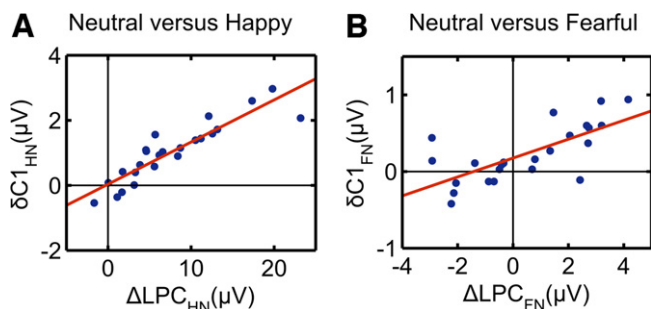 A Neutral versus Happy
δC1HN(μV)
4
2
0
-2
0 10 20
ΔLPCHN(μV)
B Neutral versus Fearful
δC1FN(μV)
1
0
-1
-4 -2 0 2 4
ΔLPCFN(μV)